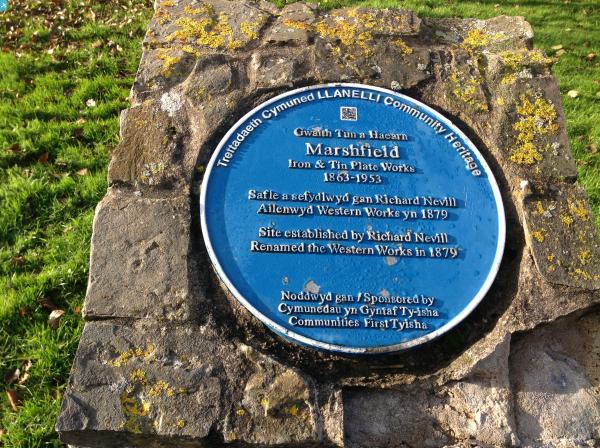 Treftadaeth Cymuned LLANELLI Community Heritage
Gwaith Tun a Haearn
Marshfield
Iron & Tin Plate Works
1863-1953
Safle a sefydlwyd gan Richard Nevill
Ailenwyd Western Works yn 1879
Site established by Richard Nevill
Renamed the Western Works in 1879
Noddwyd gan / Sponsored by
Cymunedau yn Gyntaf Ty-isha
Communities First Tyisha